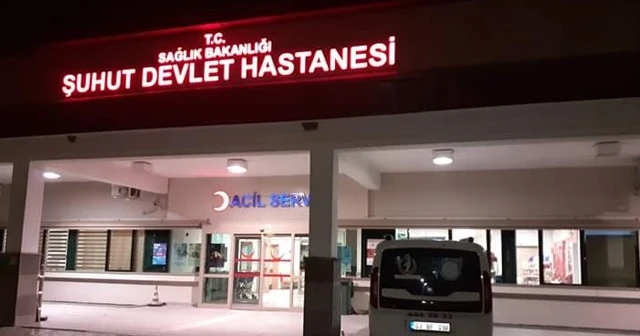 T.C.
SAĞLIK BAKANLIĞI
ŞUHUT DEVLET HASTANESİ
ACİL SERV